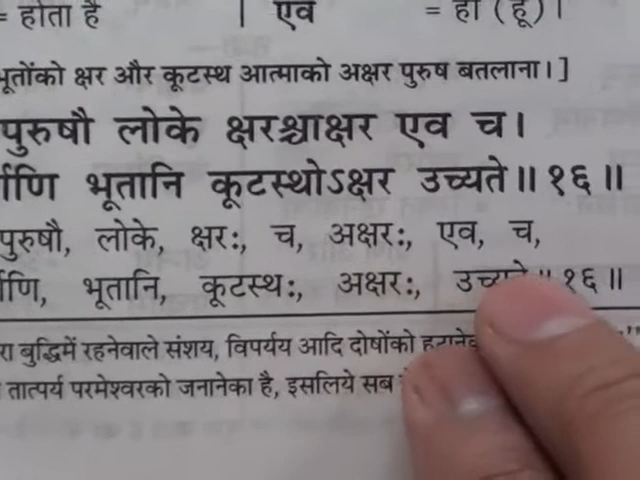 = होता है | एव = ही (हूँ)।
भूतोंको क्षर और कूटस्थ आत्माको अक्षर पुरुष बतलाना।]
पुरुषौ लोके क्षरश्चाक्षर एव च।
भूतानि कूटस्थोऽक्षर उच्यते॥ १६॥
पुरुषौ, लोके, क्षरः, च, अक्षरः, एव, च,
भूतानि, कूटस्थः, अक्षरः, उच्यते॥ १६॥
बुद्धिमें रहनेवाले संशय, विपर्यय आदि दोषोंको
तात्पर्य परमेश्वरको जनानेका है, इसलिये सब